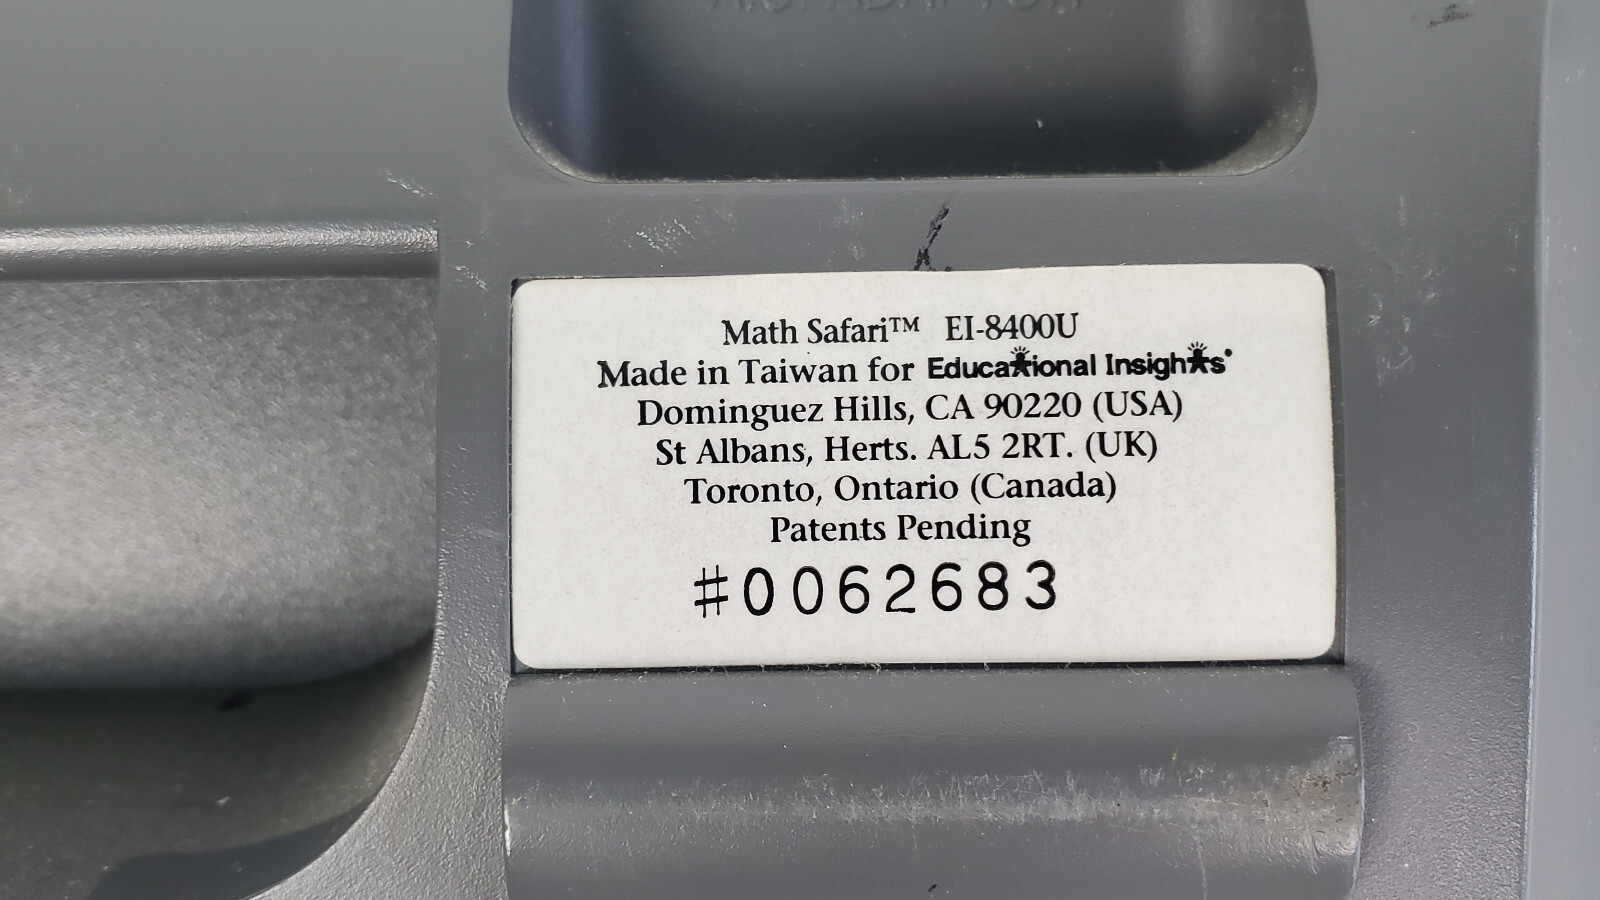 A.C. ADAPTOR
Math Safari™ EI-8400U
Made in Taiwan for Educational Insights®
Dominguez Hills, CA 90220 (USA)
St Albans, Herts. AL5 2RT. (UK)
Toronto, Ontario (Canada)
Patents Pending
#0062683